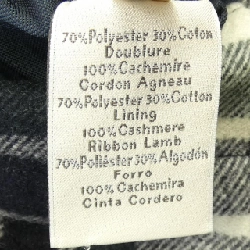 70%Polyester 30%Coton
Doublure
100%Cachemire
Cordon Agneau
70%Polyester 30%Cotton
Lining
100%Cashmere
Ribbon Lamb
70%Poliéster 30%Algodón
Forro
100%Cachemira
Cinta Cordero